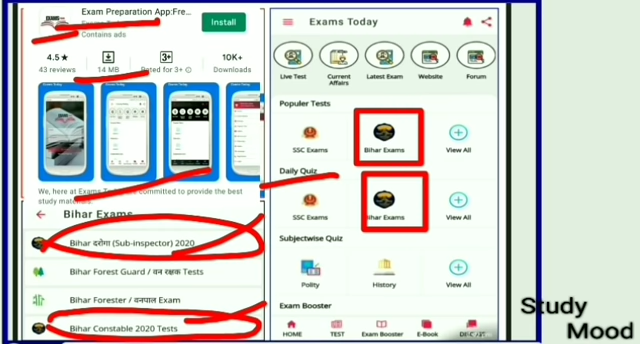 Exam Preparation App:Fre...
Contains ads
Install
4.5★
43 reviews
14 MB
3+
Rated for 3+
10K+
Downloads
We, here at Exams Today are committed to provide the best
study materials
Bihar Exams
Bihar दरोगा (Sub-inspector) 2020
Bihar Forest Guard / वन रक्षक Tests
Bihar Forester / वनपाल Exam
Bihar Constable 2020 Tests
Exams Today
Live Test
Current Affairs
Latest Exam
Website
Forum
Populer Tests
SSC Exams
Bihar Exams
View All
Daily Quiz
SSC Exams
Bihar Exams
View All
Subjectwise Quiz
Polity
History
View All
Exam Booster
HOME
TEST
Exam Booster
E-Book
Study
Mood